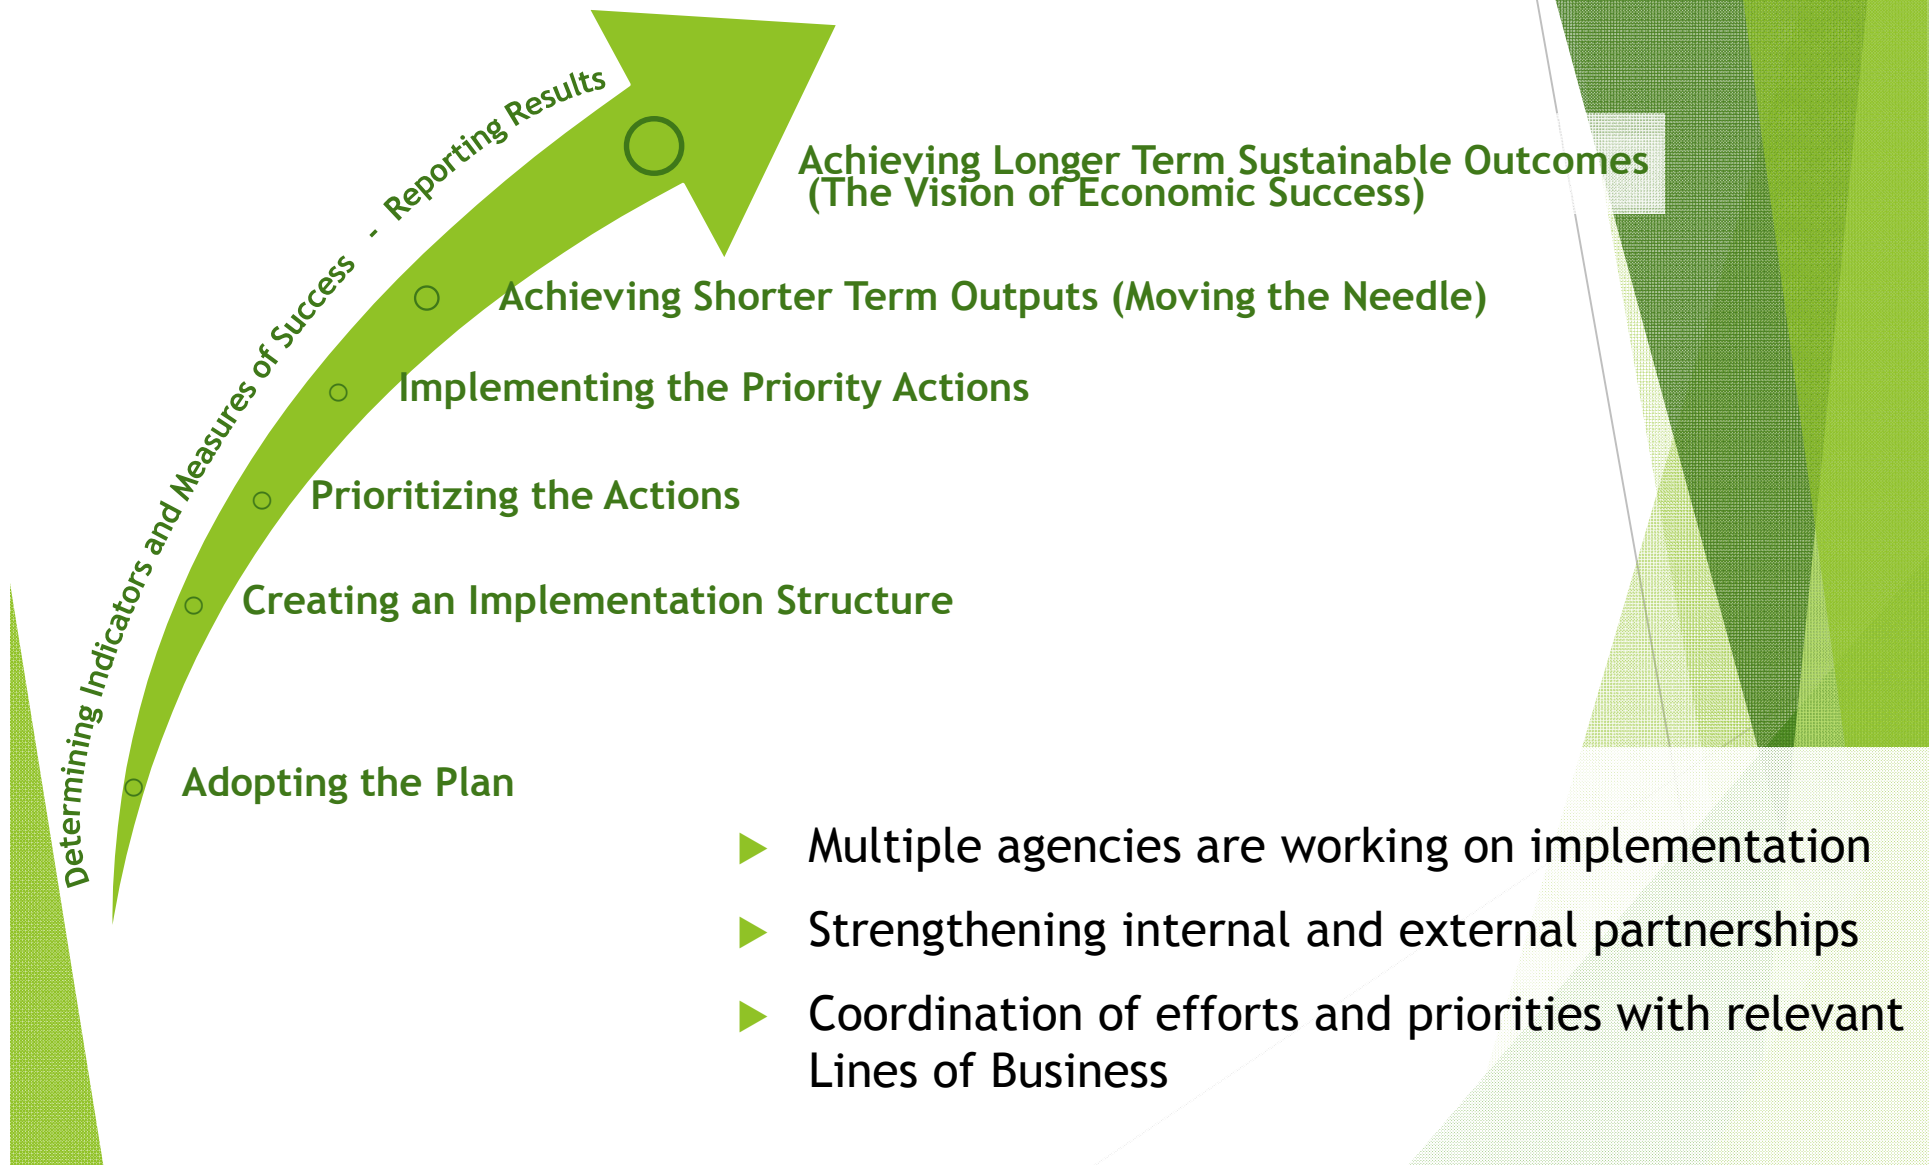 Determining Indicators and Measures of Success - Reporting Results
Achieving Longer Term Sustainable Outcomes
(The Vision of Economic Success)
Achieving Shorter Term Outputs (Moving the Needle)
Implementing the Priority Actions
Prioritizing the Actions
Creating an Implementation Structure
Adopting the Plan
Multiple agencies are working on implementation
Strengthening internal and external partnerships
Coordination of efforts and priorities with relevant
Lines of Business